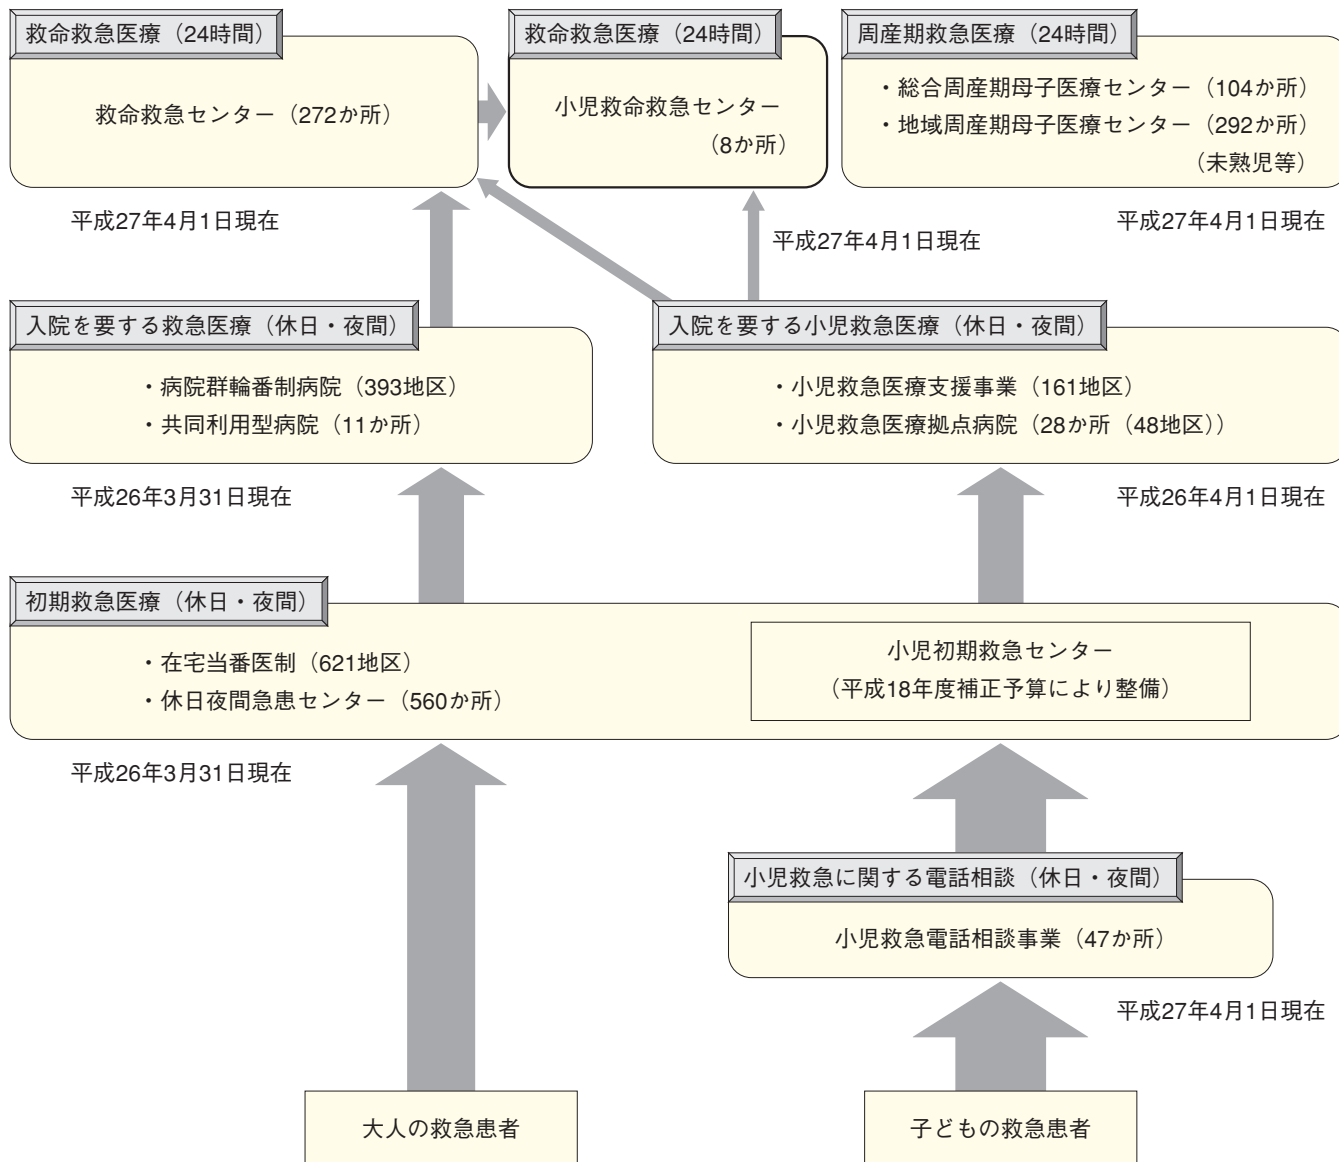 救命救急医療（24時間）
救命救急センター（272か所）
平成27年4月1日現在
救命救急医療（24時間）
小児救命救急センター
（8か所）
平成27年4月1日現在
周産期救急医療（24時間）
・総合周産期母子医療センター（104か所）
・地域周産期母子医療センター（292か所）
（未熟児等）
平成27年4月1日現在
入院を要する救急医療（休日・夜間）
・病院群輪番制病院（393地区）
・共同利用型病院（11か所）
平成26年3月31日現在
入院を要する小児救急医療（休日・夜間）
・小児救急医療支援事業（161地区）
・小児救急医療拠点病院（28か所（48地区））
平成26年4月1日現在
初期救急医療（休日・夜間）
・在宅当番医制（621地区）
・休日夜間急患センター（560か所）
小児初期救急センター
（平成18年度補正予算により整備）
平成26年3月31日現在
小児救急に関する電話相談（休日・夜間）
小児救急電話相談事業（47か所）
平成27年4月1日現在
大人の救急患者
子どもの救急患者